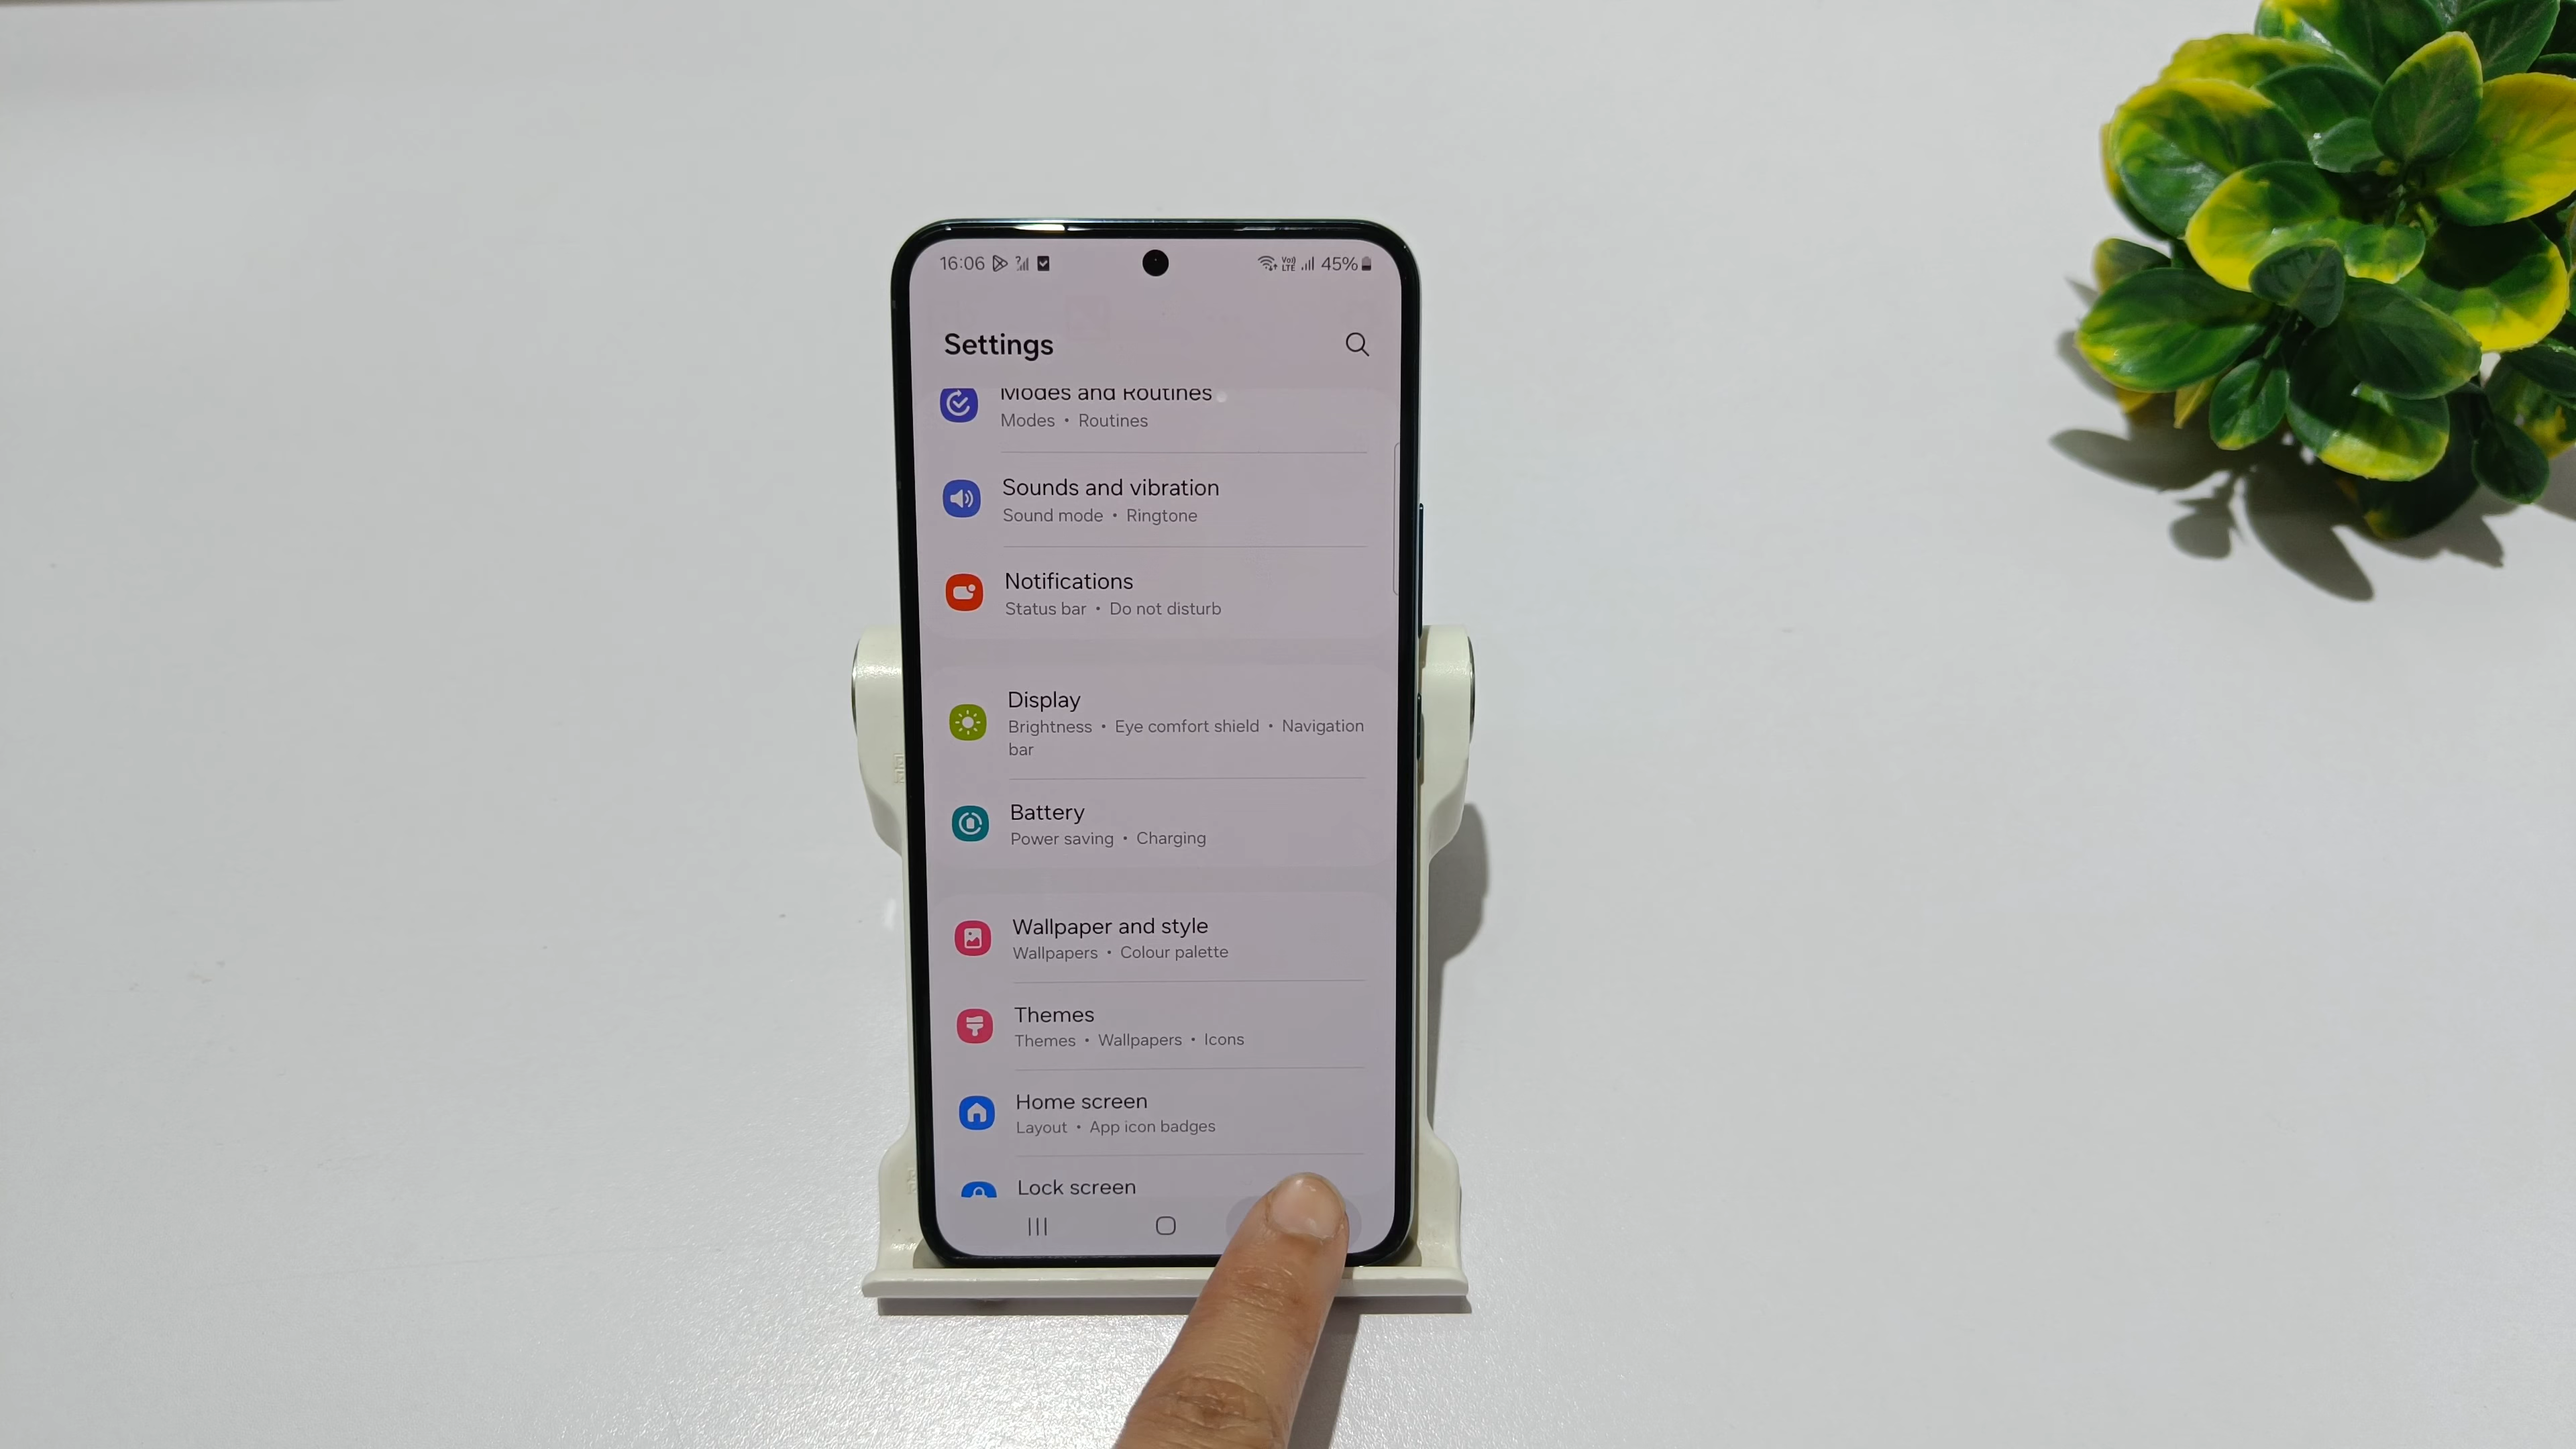 16:06 Vo)) LTE 45%
Settings
Modes and Routines
Modes • Routines
Sounds and vibration
Sound mode • Ringtone
Notifications
Status bar • Do not disturb
Display
Brightness • Eye comfort shield • Navigation
bar
Battery
Power saving • Charging
Wallpaper and style
Wallpapers • Colour palette
Themes
Themes • Wallpapers • Icons
Home screen
Layout • App icon badges
Lock screen